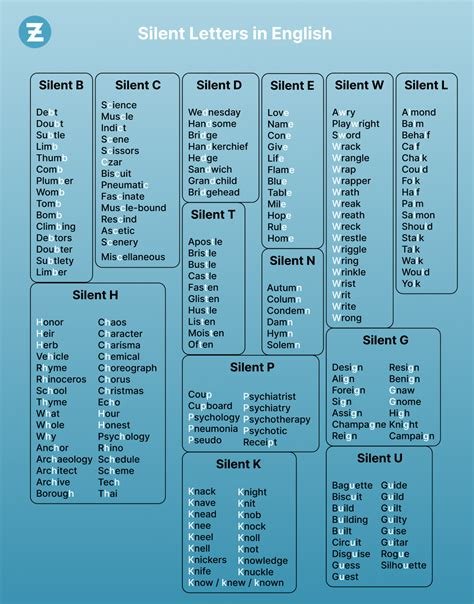 Z
Silent Letters in English
Silent B
Debt
Doubt
Subtle
Limb
Thumb
Comb
Plumber
Womb
Tomb
Bomb
Climbing
Debtors
Doubter
Subtlety
Limber
Silent C
Science
Muscle
Indict
Scene
Scissors
Czar
Biscuit
Pneumatic
Fascinate
Muscle-bound
Rescind
Ascetic
Scenery
Miscellaneous
Silent D
Wednesday
Handsome
Bridge
Handkerchief
Hedge
Sandwich
Grandchild
Bridgehead
Silent E
Love
Name
Cone
Give
Life
Flame
Blue
Table
Mile
Hope
Rule
Home
Silent W
Awry
Playwright
Sword
Wrack
Wrangle
Wrap
Wrapper
Wrath
Wreak
Wreath
Wreck
Wrestle
Wriggle
Wring
Wrinkle
Wrist
Writ
Write
Wrong
Silent L
Almond
Balm
Behalf
Calf
Chalk
Could
Folk
Half
Palm
Salmon
Should
Stalk
Talk
Walk
Would
Yolk
Silent T
Apostle
Bristle
Bustle
Castle
Fasten
Glisten
Hustle
Listen
Moisten
Often
Silent N
Autumn
Column
Condemn
Damn
Hymn
Solemn
Silent H
Honor
Heir
Herb
Vehicle
Rhyme
Rhinoceros
School
Thyme
What
Whole
Why
Anchor
Archaeology
Architect
Archive
Borough
Chaos
Character
Charisma
Chemical
Choreograph
Chorus
Christmas
Echo
Hour
Honest
Psychology
Rhino
Schedule
Scheme
Tech
Thai
Silent P
Coup
Cupboard
Psychology
Pneumonia
Pseudo
Psychiatrist
Psychiatry
Psychotherapy
Psychotic
Receipt
Silent G
Design
Align
Foreign
Sign
Assign
Champagne
Reign
Resign
Benign
Gnaw
Gnome
High
Knight
Campaign
Silent K
Knack
Knave
Knead
Knee
Kneel
Knell
Knickers
Knife
Know / knew / known
Knight
Knit
Knob
Knock
Knot
Knoll
Knowledge
Knuckle
Silent U
Baguette
Biscuit
Build
Building
Built
Circuit
Disguise
Guess
Guest
Guide
Guild
Guilt
Guilty
Guise
Guitar
Rogue
Silhouette